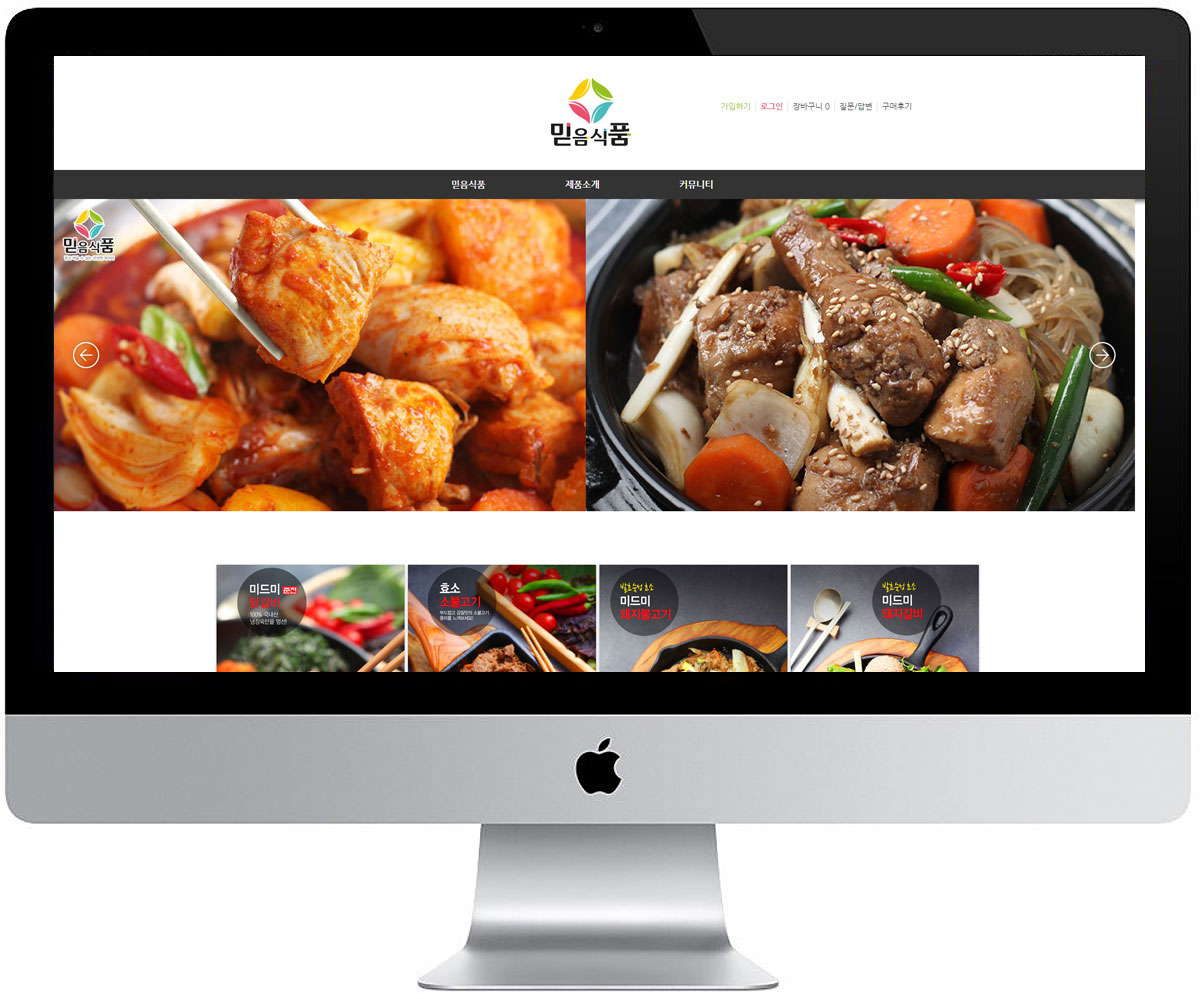 믿음식품
가입하기 | 로그인 | 장바구니 0 | 질문/답변 | 구매후기
믿음식품 제품소개 커뮤니티
믿음식품
미드미 춘천
닭갈비
100% 국내산
냉장육만을 엄선!
효소
소불고기
부드럽고 감칠맛의 소불고기
풍미를 느껴보세요!
발효숙성 효소
미드미
돼지불고기
발효숙성 효소
미드미
돼지갈비